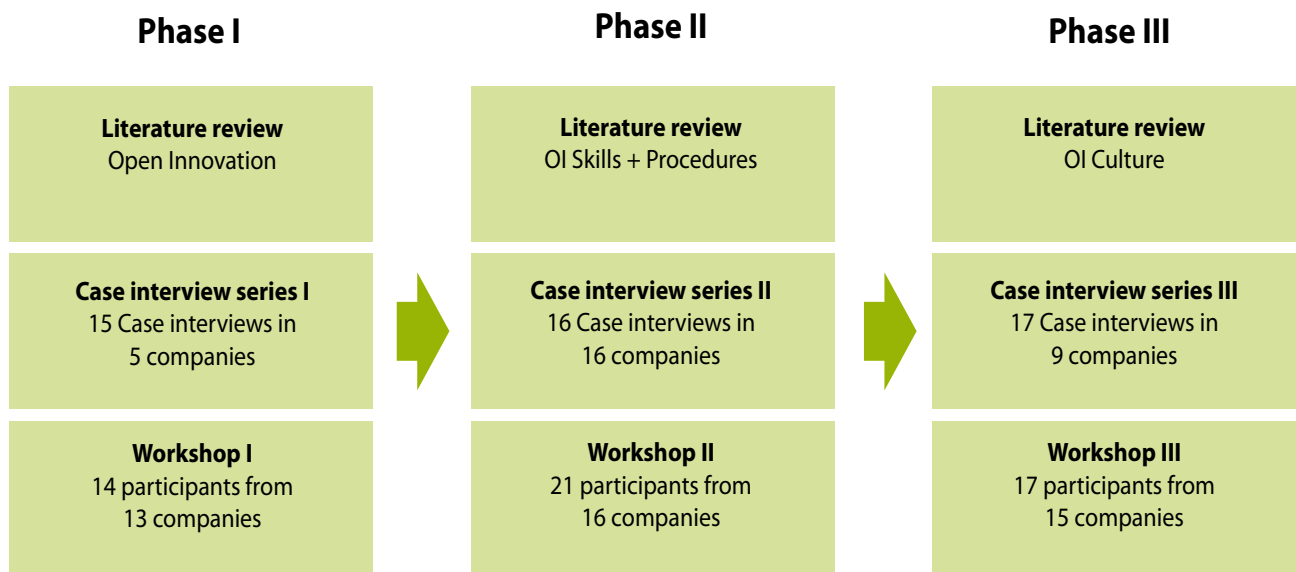 Phase I
Phase II
Phase III
Literature review
Open Innovation
Literature review
OI Skills + Procedures
Literature review
OI Culture
Case interview series I
15 Case interviews in
5 companies
Case interview series II
16 Case interviews in
16 companies
Case interview series III
17 Case interviews in
9 companies
Workshop I
14 participants from
13 companies
Workshop II
21 participants from
16 companies
Workshop III
17 participants from
15 companies